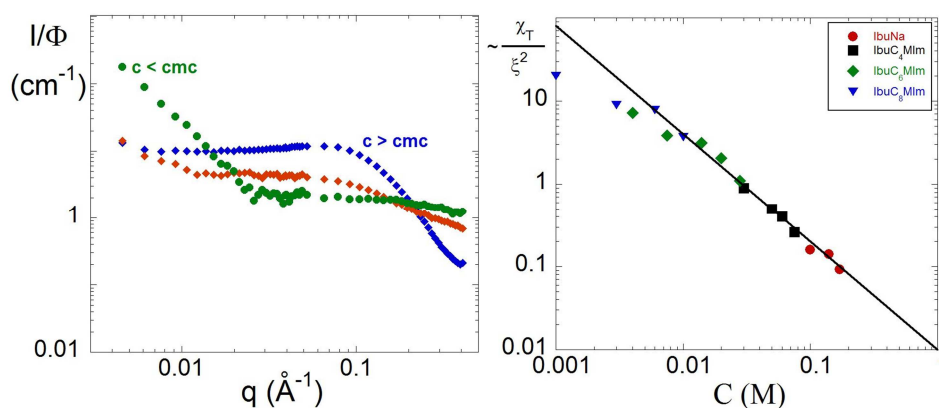 I/Φ
(cm⁻¹)
c < cmc
c > cmc
1
0.01
0.01
0.1
q (Å⁻¹)
~ χ_T
ξ²
10
1
0.1
0.01
0.001
0.01
0.1
C (M)
IbuNa
IbuC₄MIm
IbuC₆MIm
IbuC₈MIm